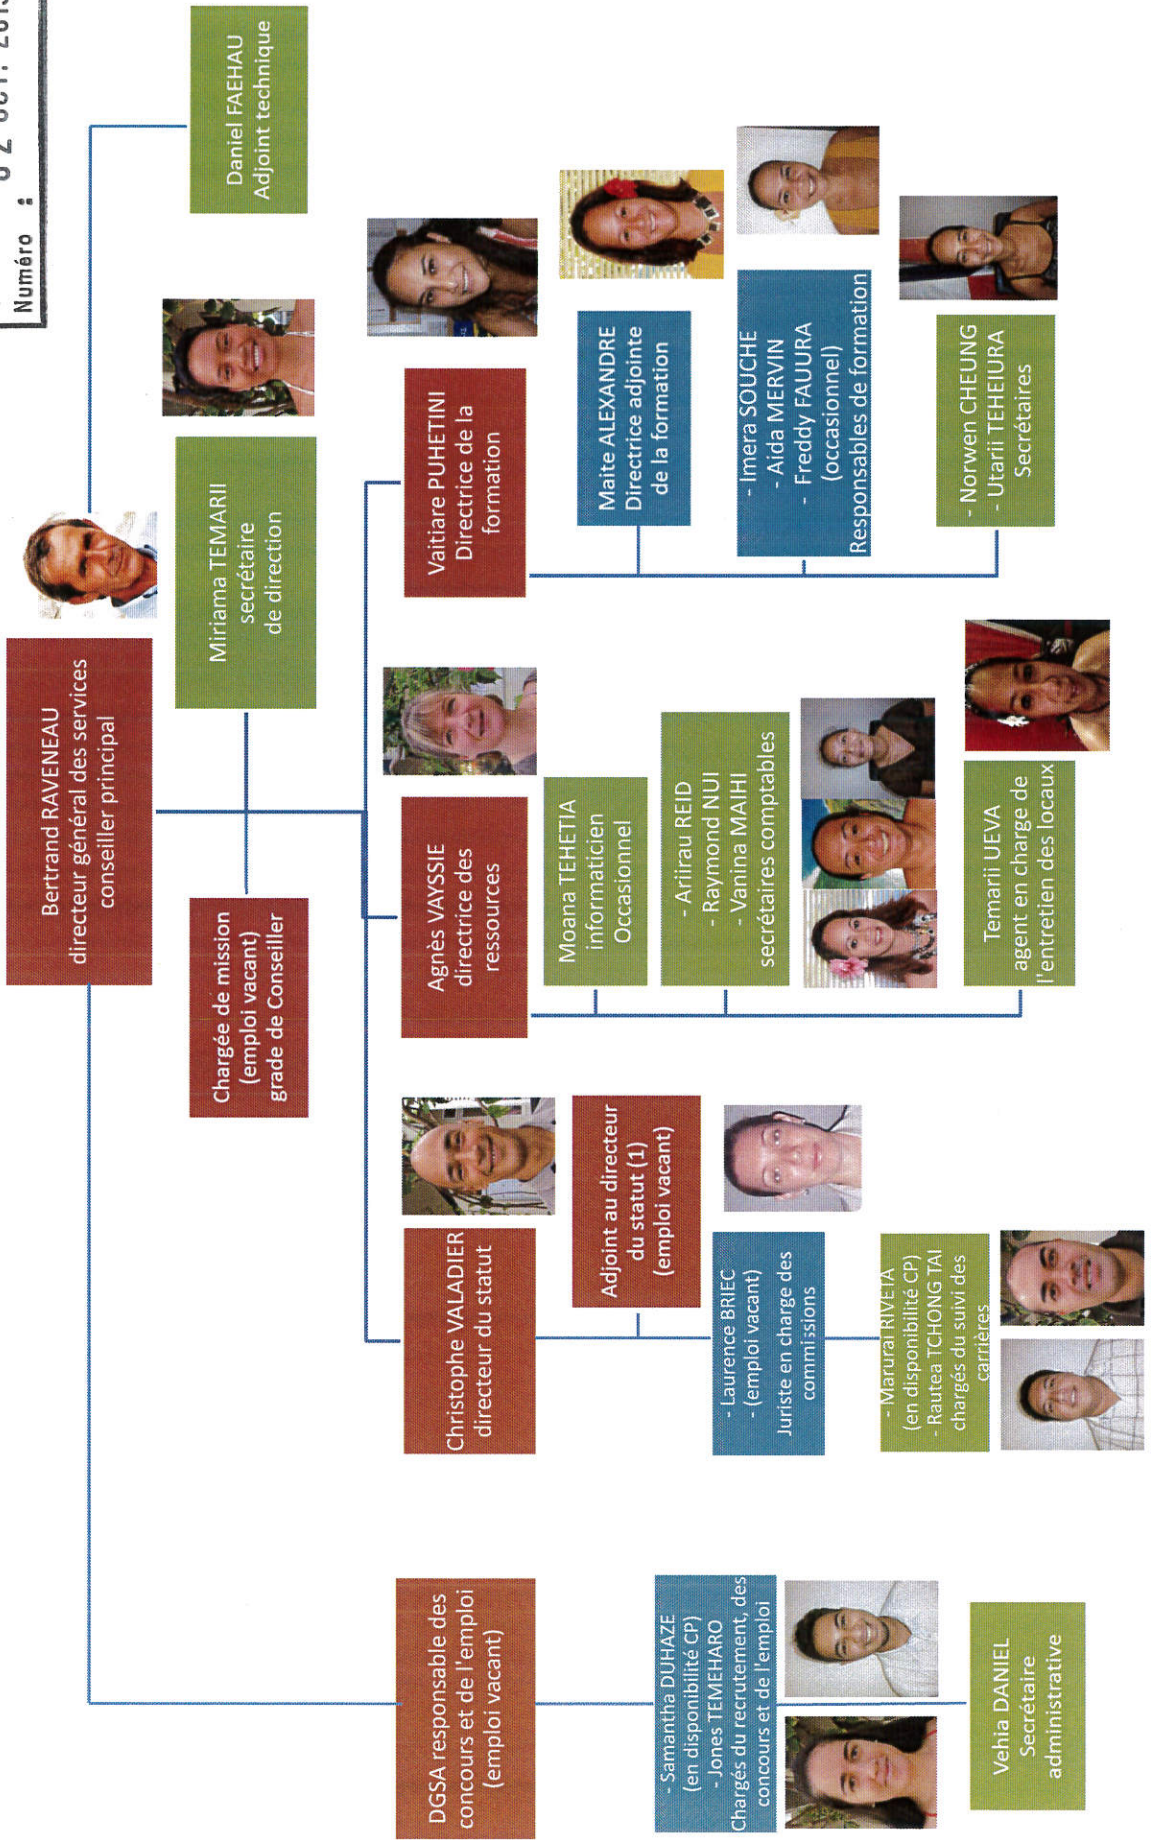 Numéro :
Bertrand RAVENEAU
directeur général des services
conseiller principal
Daniel FAEHAU
Adjoint technique
Miriama TEMARII
secrétaire
de direction
Chargée de mission
(emploi vacant)
grade de Conseiller
DGSA responsable des
concours et de l'emploi
(emploi vacant)
- Samantha DUHAZE
(en disponibilité CP)
- Jones TEMEHARO
Chargés du recrutement, des
concours et de l'emploi
Vehia DANIEL
Secrétaire
administrative
Christophe VALADIER
directeur du statut
Adjoint au directeur
du statut (1)
(emploi vacant)
- Laurence BRIEC
- (emploi vacant)
Juriste en charge des
commissions
- Marurai RIVETA
(en disponibilité CP)
- Rautea TCHONG TAI
chargés du suivi des
carrières
Agnès VAYSSIE
directrice des
ressources
Moana TEHETIA
informaticien
Occasionnel
- Ariirau REID
- Raymond NUI
- Vanina MAIHI
secrétaires comptables
Temarii UEVA
agent en charge de
l'entretien des locaux
Vaitiare PUHETINI
Directrice de la
formation
Maite ALEXANDRE
Directrice adjointe
de la formation
- Imera SOUCHE
- Aida MERVIN
- Freddy FAUURA
(occasionnel)
Responsables de formation
- Norwen CHEUNG
- Utarii TEHEIURA
Secrétaires